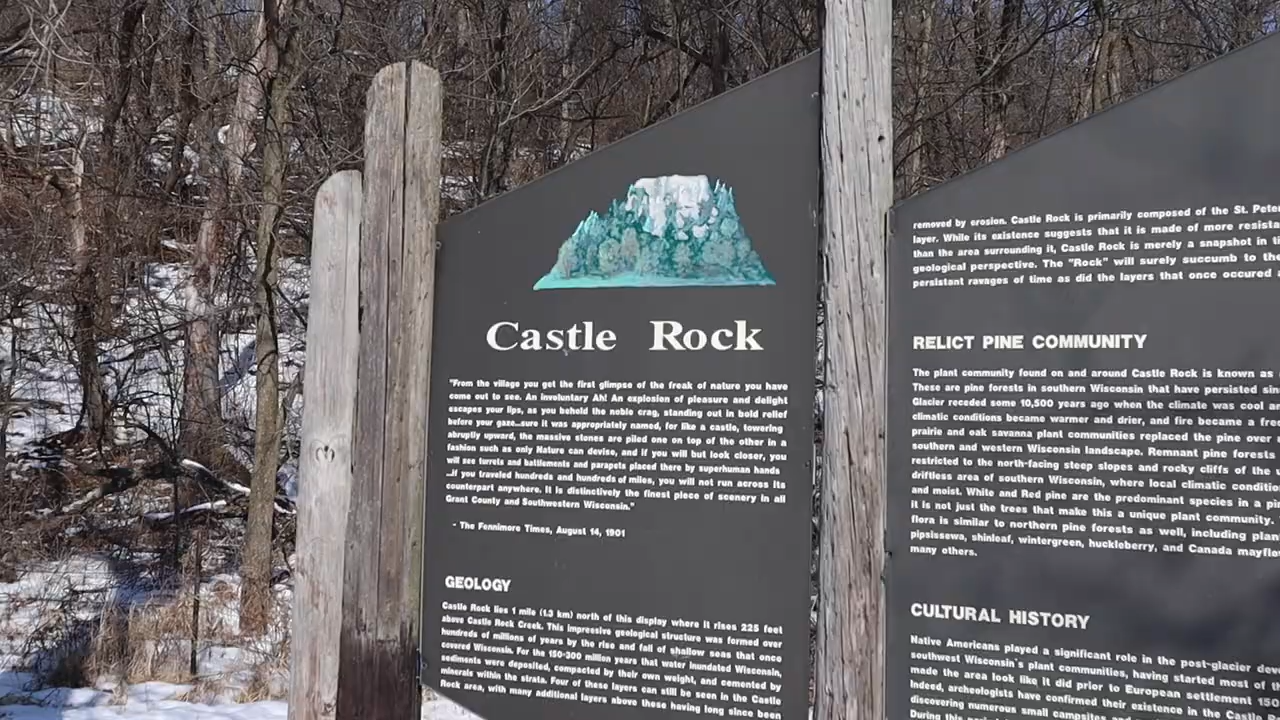 Castle Rock
"From the village you get the first glimpse of the freak of nature you have
come out to see. An involuntary Ah! An explosion of pleasure and delight
escapes your lips, as you behold the noble crag, standing out in bold relief
before your gaze...sure it was appropriately named, for like a castle, towering
abruptly upward, the massive stones are piled one on top of the other in a
fashion such as only Nature can devise, and if you will but look closer, you
will see turrets and battlements and parapets placed there by superhuman hands
...if you traveled hundreds and hundreds of miles, you will not run across its
counterpart anywhere. It is distinctively the finest piece of scenery in all
Grant County and Southwestern Wisconsin."
- The Fennimore Times, August 14, 1901
GEOLOGY
Castle Rock lies 1 mile (1.3 km) north of this display where it rises 225 feet
above Castle Rock Creek. This impressive geological structure was formed over
hundreds of millions of years by the rise and fall of shallow seas that once
covered Wisconsin. For the 150-300 million years that water inundated Wisconsin,
sediments were deposited, compacted by their own weight, and cemented by
minerals within the strata. Four of these layers can still be seen in the Castle
Rock area, with many additional layers above these having long since been
removed by erosion. Castle Rock is primarily composed of the St. Peter
layer. While its existence suggests that it is made of more
than the area surrounding it, Castle Rock is merely a snapshot in
geological perspective. The "Rock" will surely succumb to the
persistant ravages of time as did the layers that once occured
RELICT PINE COMMUNITY
The plant community found on and around Castle Rock is known as
These are pine forests in southern Wisconsin that have persisted
Glacier receded some 10,500 years ago when the climate was cool
climatic conditions became warmer and drier, and fire became a
prairie and oak savanna plant communities replaced the pine over
southern and western Wisconsin landscape. Remnant pine forests
restricted to the north-facing steep slopes and rocky cliffs of the
driftless area of southern Wisconsin, where local climatic
and moist. White and Red pine are the predominant species in a
It is not just the trees that make this a unique plant community.
flora is similar to northern pine forests as well, including
pipsissewa, shinleaf, wintergreen, huckleberry, and Canada
many others.
CULTURAL HISTORY
Native Americans played a significant role in the post-glacier
southwest Wisconsin's plant communities, having started most of
made the area look like it did prior to European settlement 150
Indeed, archeologists have confirmed their existence in the Castle
discovering numerous small campsites
During this